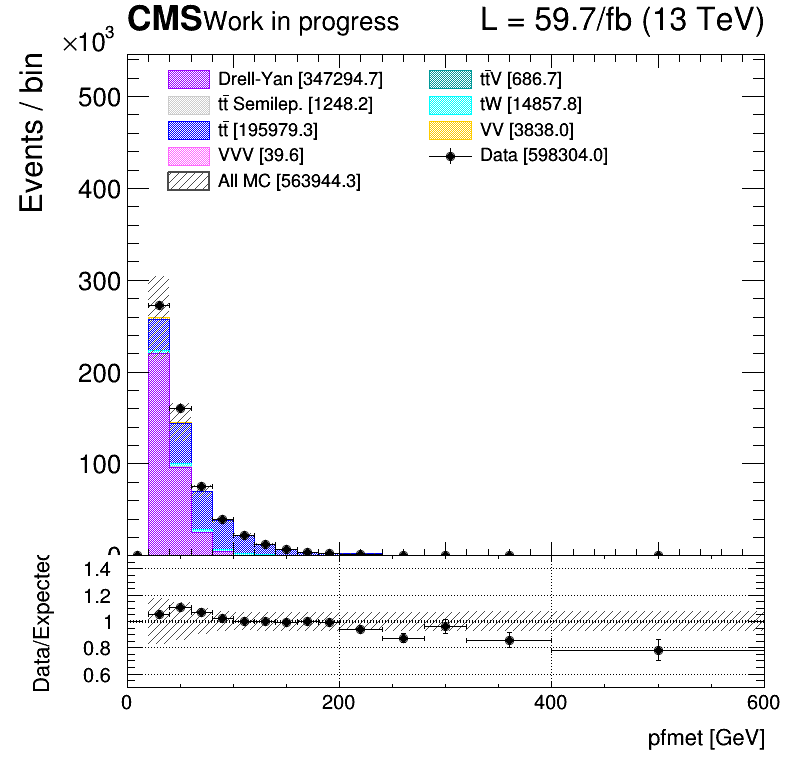 CMS Work in progress L = 59.7/fb (13 TeV)
×10³
Events / bin
Drell-Yan [347294.7]
tt̄ Semilep. [1248.2]
tt̄ [195979.3]
VVV [39.6]
All MC [563944.3]
tt̄V [686.7]
tW [14857.8]
VV [3838.0]
Data [598304.0]
500
400
300
200
100
0
Data/Expected
1.4
1.2
1
0.8
0.6
0 200 400 600
pfmet [GeV]